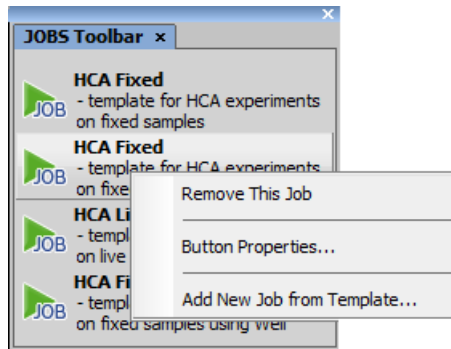 JOBS Toolbar ×
×
HCA Fixed
- template for HCA experiments
on fixed samples
JOB
HCA Fixed
- template for HCA experiments
on fixe
JOB
Remove This Job
HCA Li
- templ
on live
JOB
Button Properties...
HCA Fi
- templ
on fixed samples using Well
JOB
Add New Job from Template...